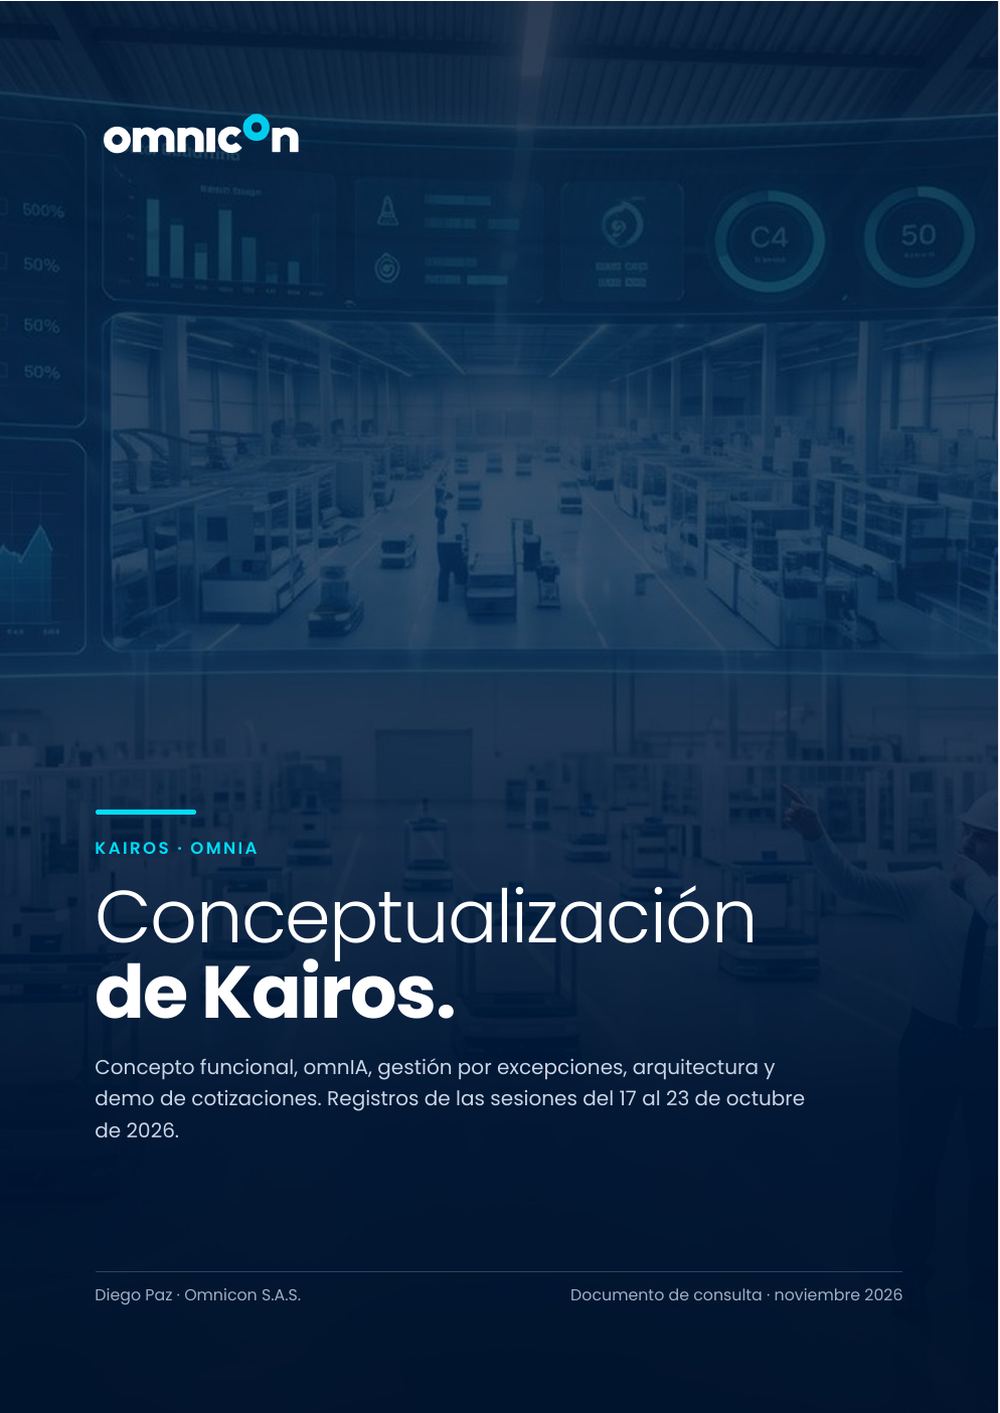 omnicon
500%
50%
50%
50%
C4
50
KAIROS · OMNIA
Conceptualización
de Kairos.
Concepto funcional, omnIA, gestión por excepciones, arquitectura y
demo de cotizaciones. Registros de las sesiones del 17 al 23 de octubre
de 2026.
Diego Paz · Omnicon S.A.S.
Documento de consulta · noviembre 2026